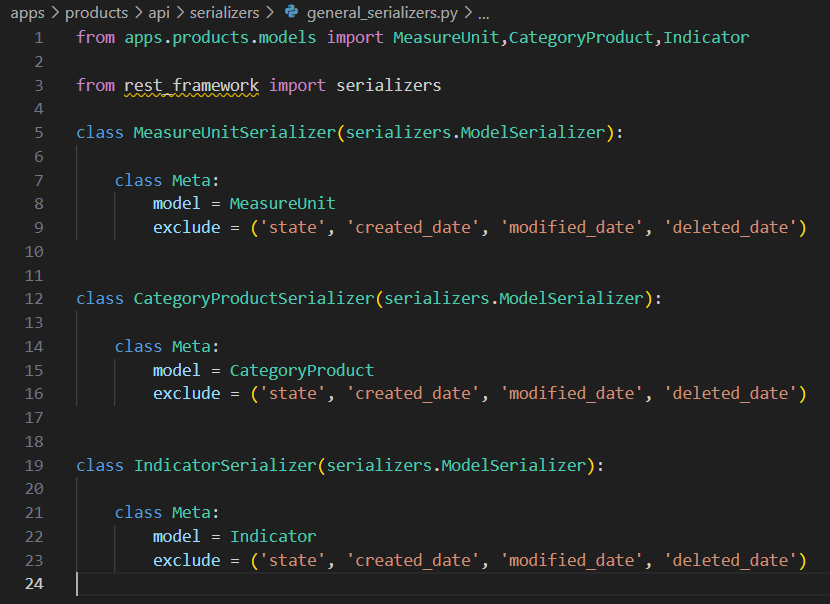 apps > products > api > serializers > general_serializers.py > ...
1 from apps.products.models import MeasureUnit,CategoryProduct,Indicator
2
3 from rest_framework import serializers
4
5 class MeasureUnitSerializer(serializers.ModelSerializer):
6
7     class Meta:
8         model = MeasureUnit
9         exclude = ('state', 'created_date', 'modified_date', 'deleted_date')
10
11
12 class CategoryProductSerializer(serializers.ModelSerializer):
13
14     class Meta:
15         model = CategoryProduct
16         exclude = ('state', 'created_date', 'modified_date', 'deleted_date')
17
18
19 class IndicatorSerializer(serializers.ModelSerializer):
20
21     class Meta:
22         model = Indicator
23         exclude = ('state', 'created_date', 'modified_date', 'deleted_date')
24